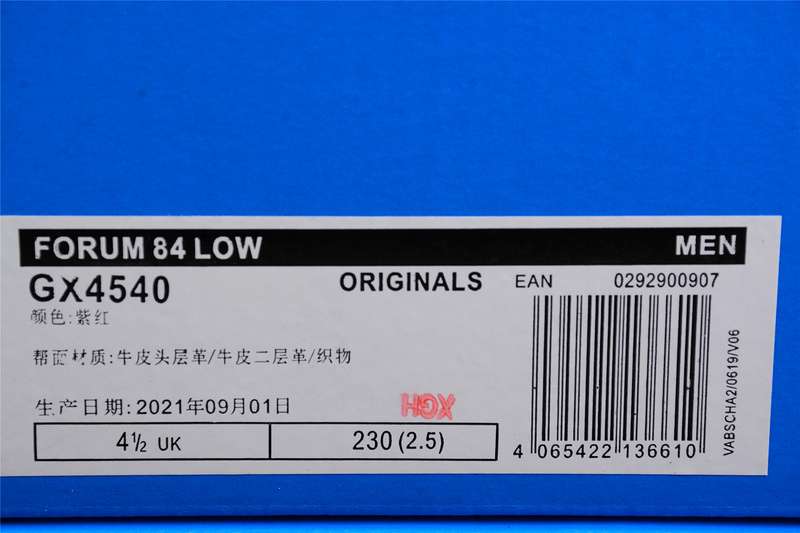 FORUM 84 LOW MEN
GX4540 ORIGINALS EAN 0292900907
颜色:紫红
帮面材质:牛皮头层革/牛皮二层革/织物
生产日期:2021年09月01日 XGH
4½ UK 230 (2.5)
4 065422 136610
VABSCHA2/0619/V06